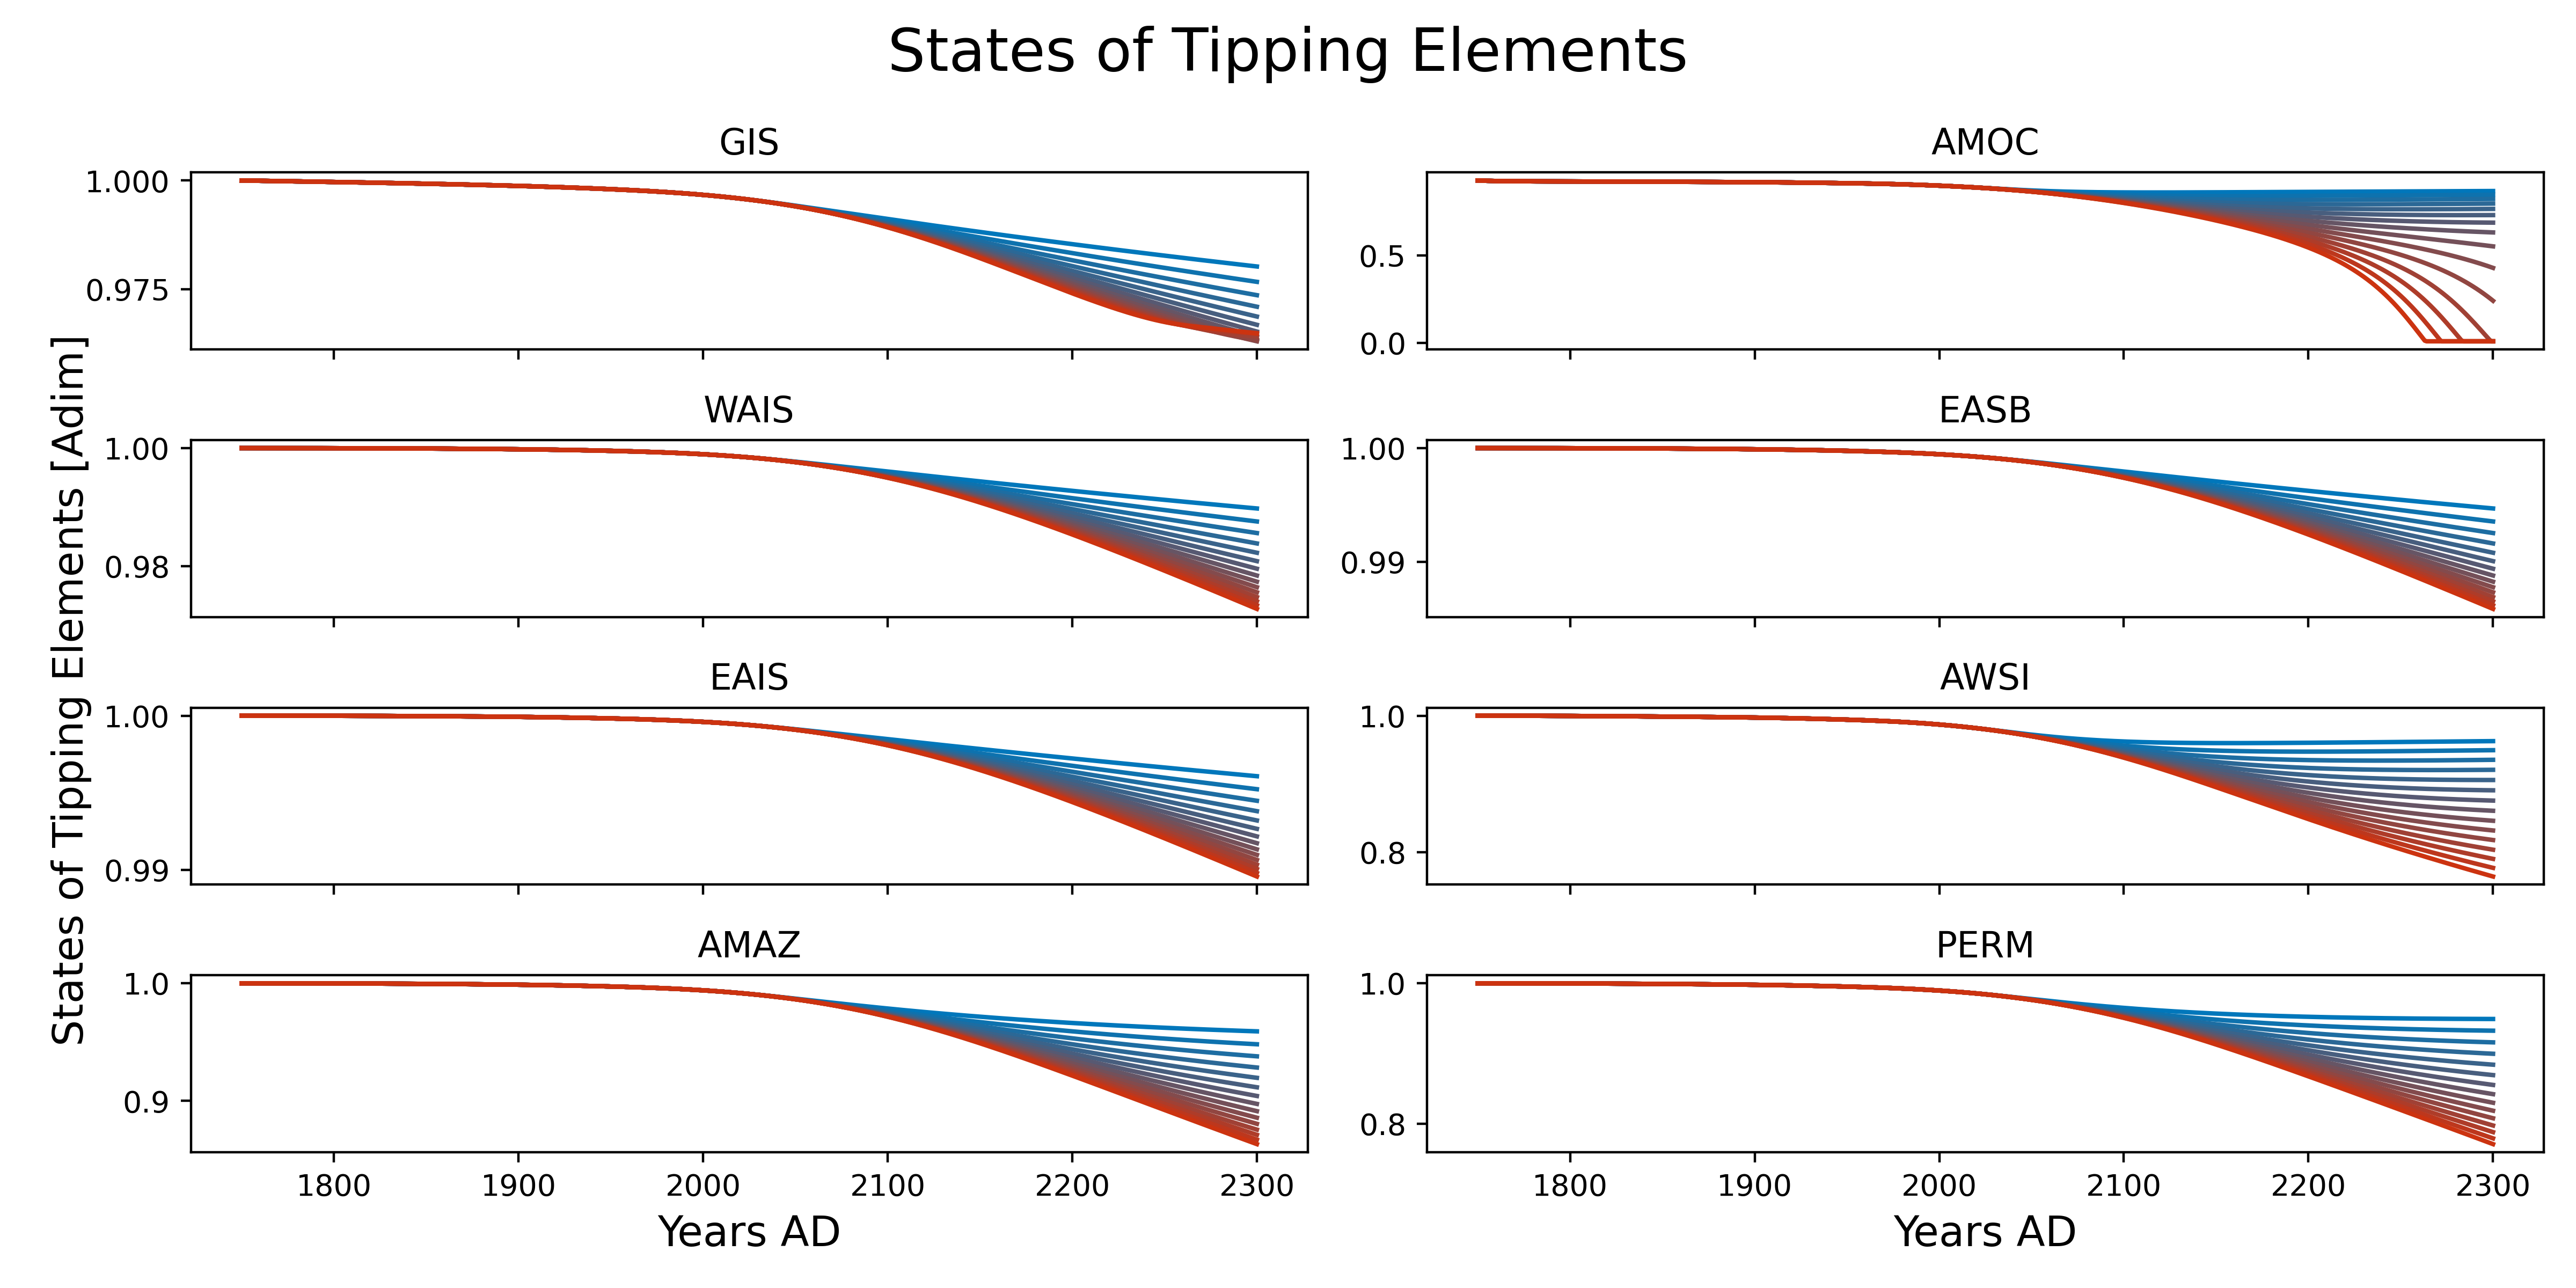 States of Tipping Elements
States of Tipping Elements [Adim]
GIS
1.000
0.975
AMOC
0.5
0.0
WAIS
1.00
0.98
EASB
1.00
0.99
EAIS
1.00
0.99
AWSI
1.0
0.8
AMAZ
1.0
0.9
1800 1900 2000 2100 2200 2300
Years AD
PERM
1.0
0.8
1800 1900 2000 2100 2200 2300
Years AD